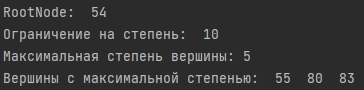 RootNode:  54
Ограничение на степень:  10
Максимальная степень вершины: 5
Вершины с максимальной степенью:  55  80  83